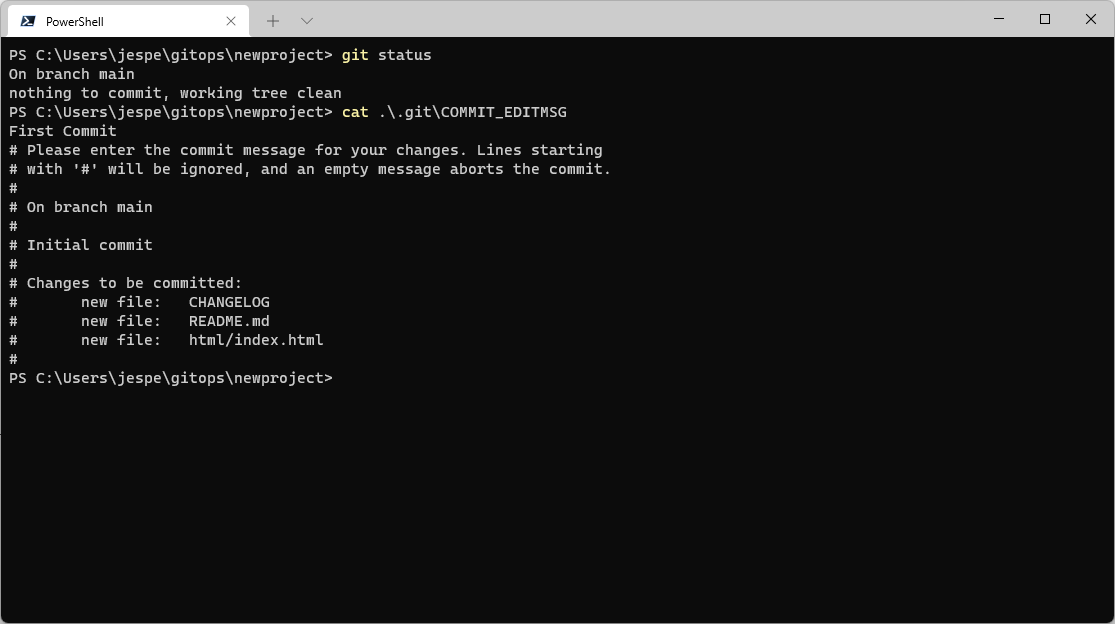 PowerShell
PS C:\Users\jespe\gitops\newproject> git status
On branch main
nothing to commit, working tree clean
PS C:\Users\jespe\gitops\newproject> cat .\.git\COMMIT_EDITMSG
First Commit
# Please enter the commit message for your changes. Lines starting
# with '#' will be ignored, and an empty message aborts the commit.
#
# On branch main
#
# Initial commit
#
# Changes to be committed:
#       new file:   CHANGELOG
#       new file:   README.md
#       new file:   html/index.html
#
PS C:\Users\jespe\gitops\newproject>